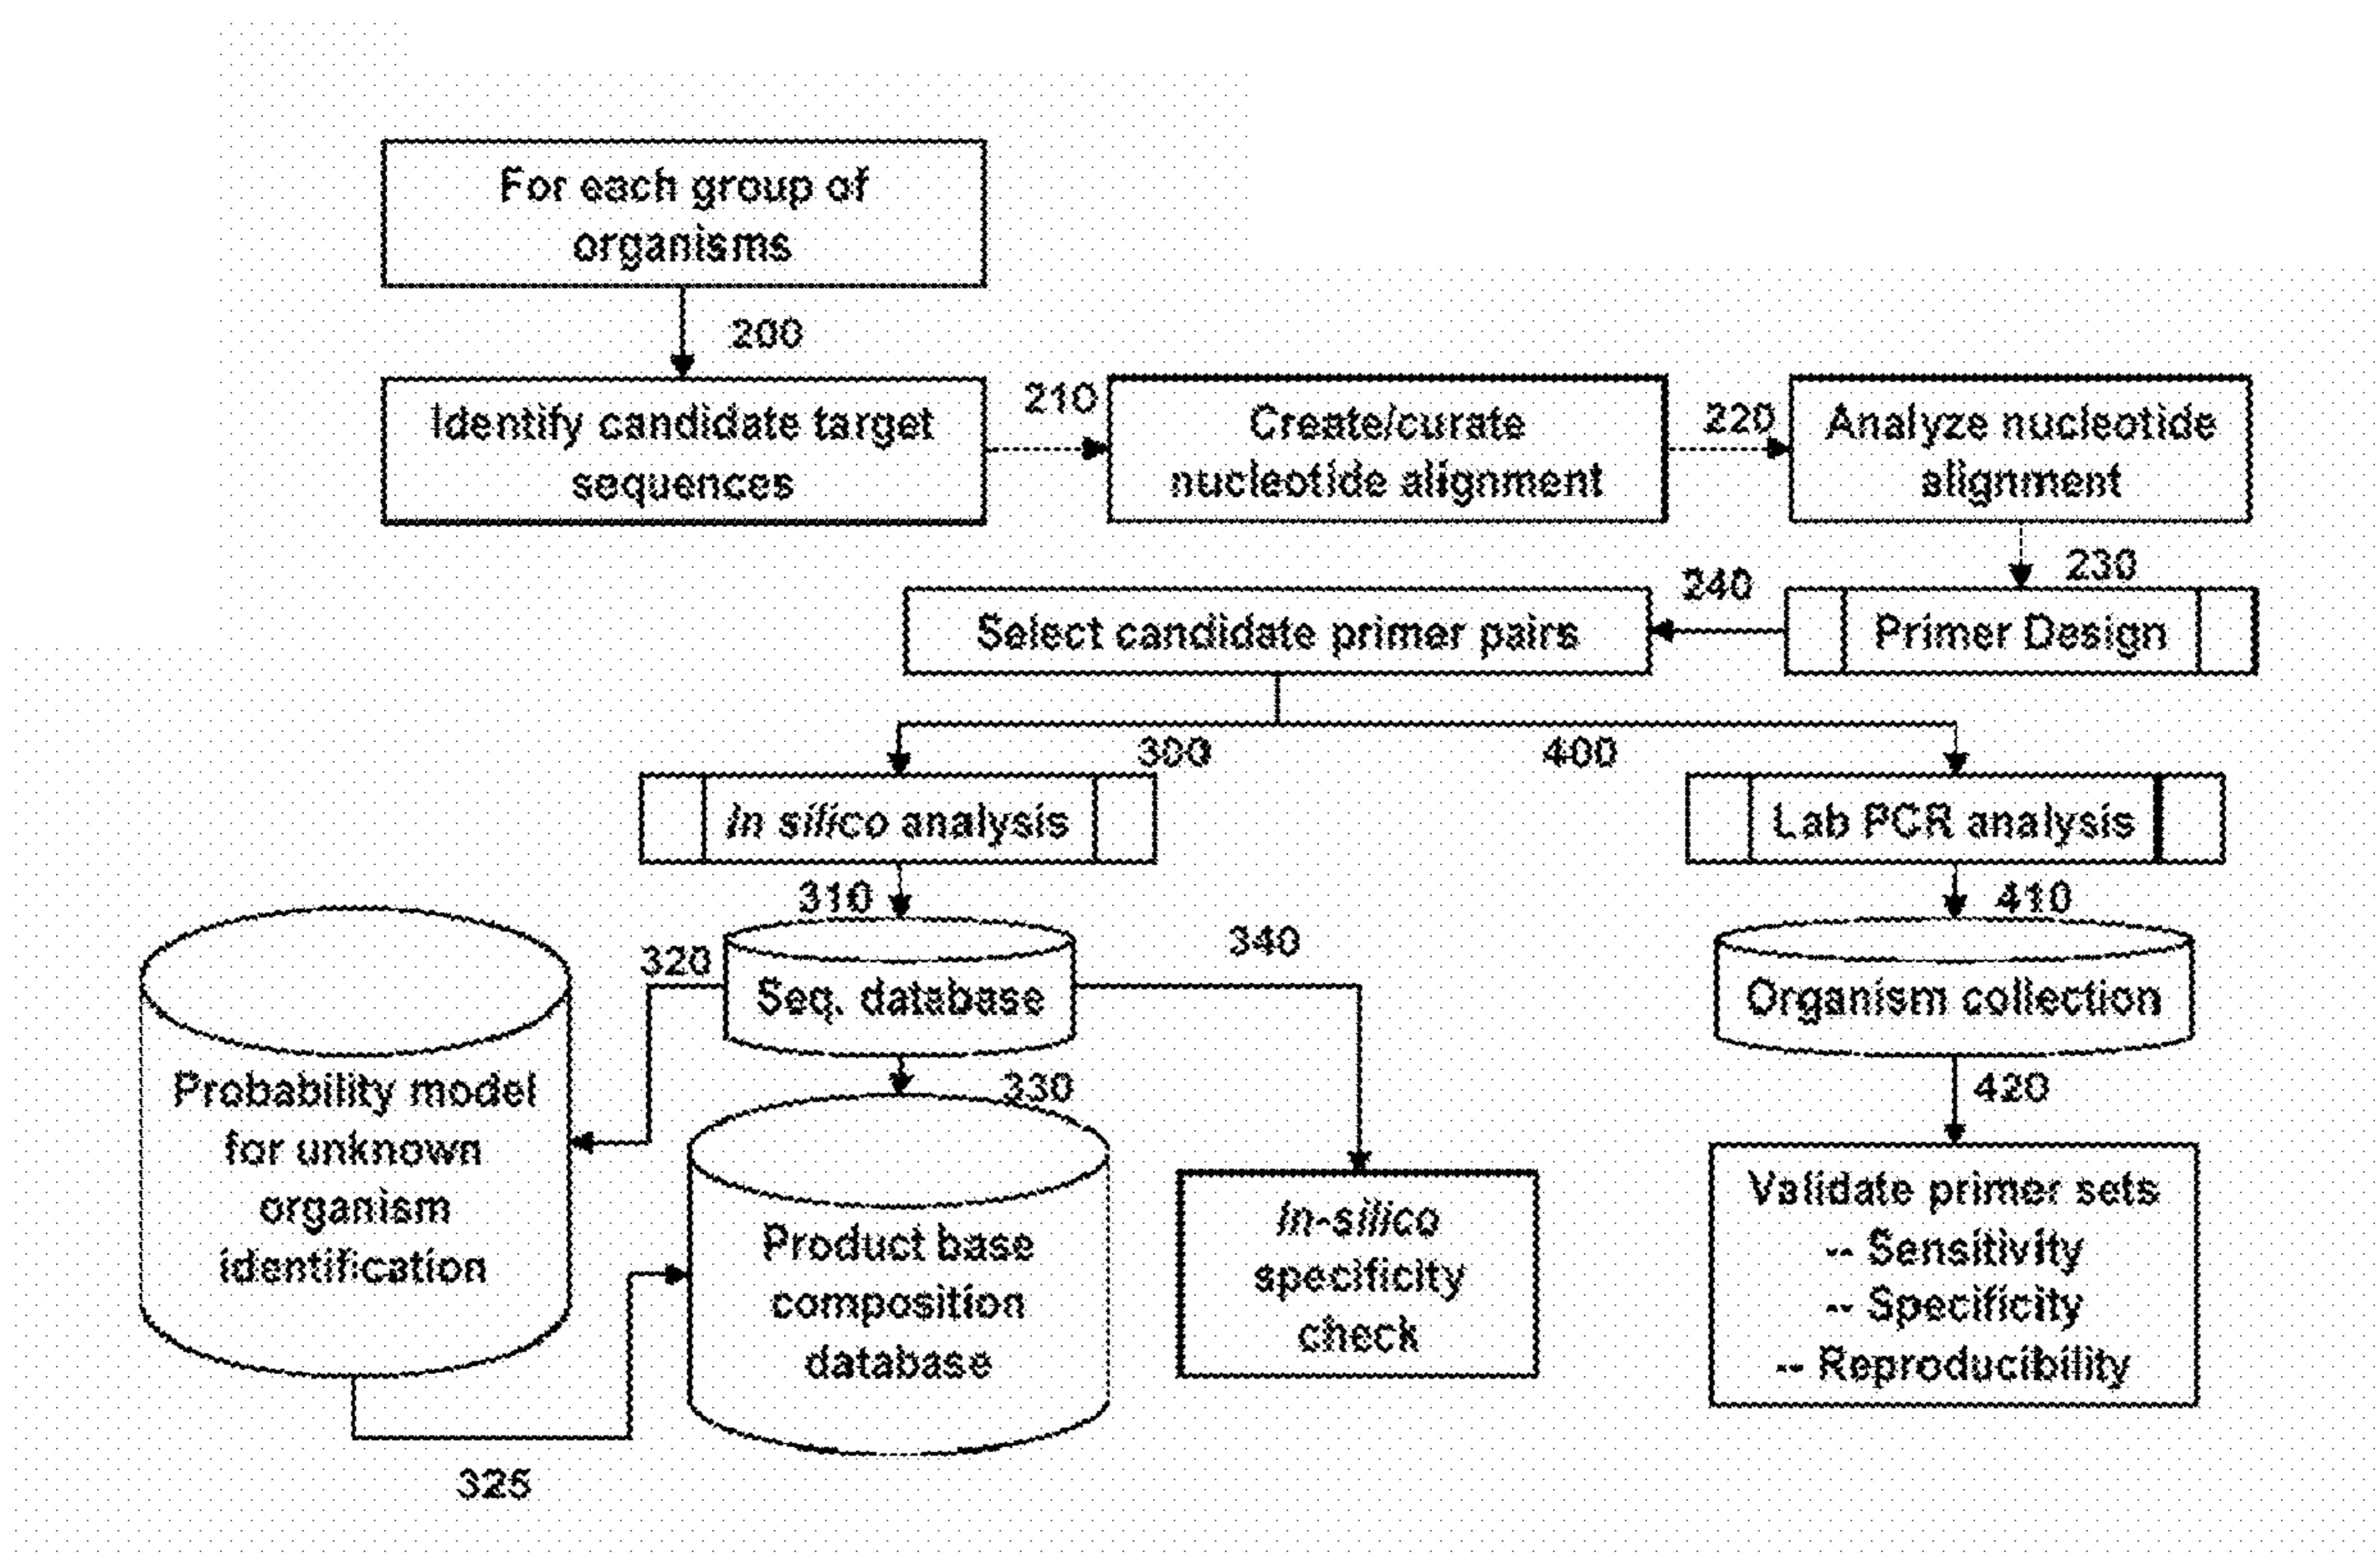 For each group of
organisms
200
Identify candidate target
sequences
210
Create/curate
nucleotide alignment
220
Analyze nucleotide
alignment
230
Primer Design
240
Select candidate primer pairs
300
400
In silico analysis
Lab PCR analysis
310
410
Seq. database
Organism collection
320
340
330
420
Probability model
for unknown
organism
identification
Product base
composition
database
In-silico
specificity
check
Validate primer sets
-- Sensitivity
-- Specificity
-- Reproducibility
325